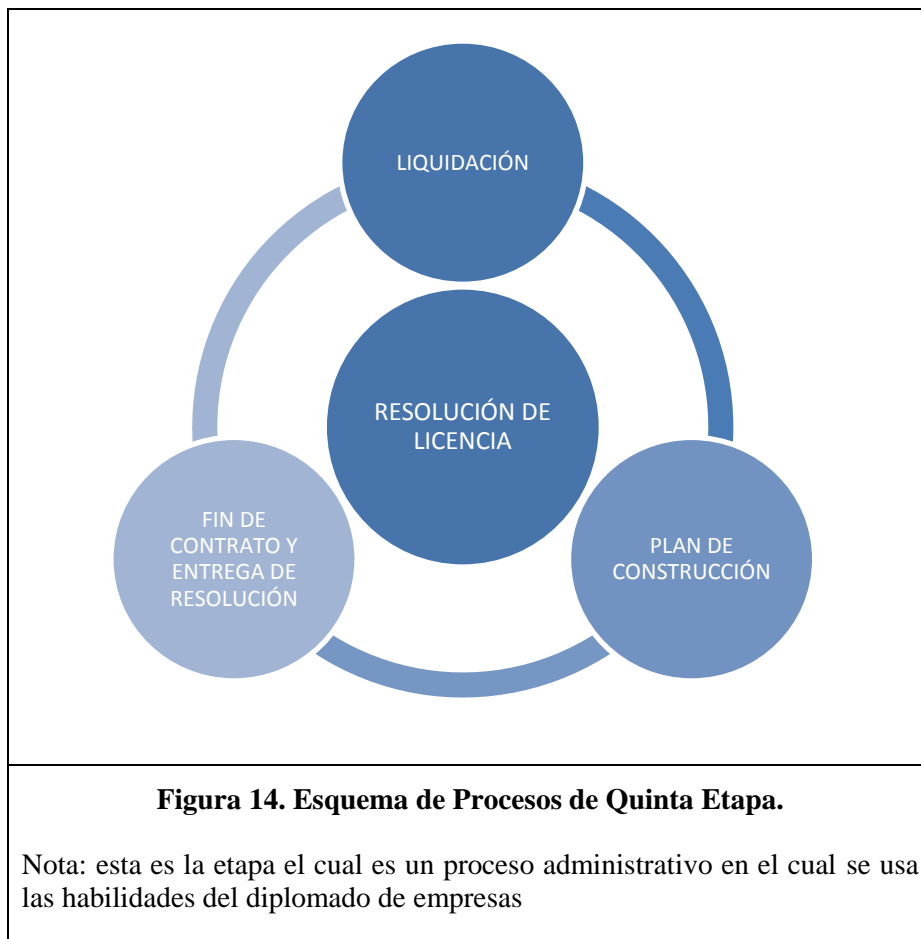 LIQUIDACIÓN
RESOLUCIÓN DE
LICENCIA
FIN DE
CONTRATO Y
ENTREGA DE
RESOLUCIÓN
PLAN DE
CONSTRUCCIÓN
Figura 14. Esquema de Procesos de Quinta Etapa.
Nota: esta es la etapa el cual es un proceso administrativo en el cual se usa
las habilidades del diplomado de empresas